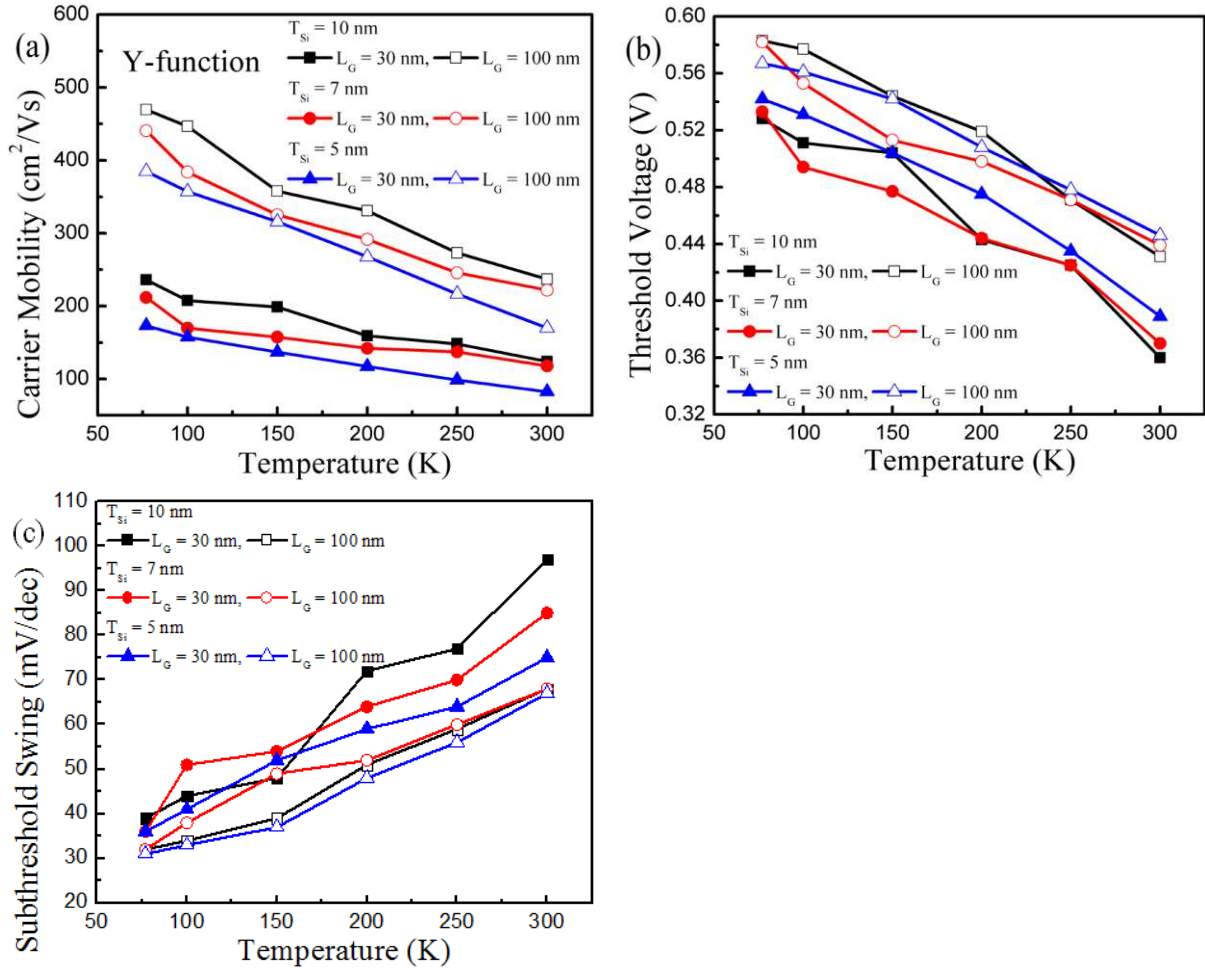 (a)
Y-function
T_Si = 10 nm
L_G = 30 nm, L_G = 100 nm
T_Si = 7 nm
L_G = 30 nm, L_G = 100 nm
T_Si = 5 nm
L_G = 30 nm, L_G = 100 nm
600
500
400
300
200
100
Carrier Mobility (cm²/Vs)
50 100 150 200 250 300
Temperature (K)
(b)
0.60
0.56
0.52
0.48
0.44
0.40
0.36
0.32
Threshold Voltage (V)
T_Si = 10 nm
L_G = 30 nm, L_G = 100 nm
T_Si = 7 nm
L_G = 30 nm, L_G = 100 nm
T_Si = 5 nm
L_G = 30 nm, L_G = 100 nm
50 100 150 200 250 300
Temperature (K)
(c)
110
100
90
80
70
60
50
40
30
20
Subthreshold Swing (mV/dec)
T_Si = 10 nm
L_G = 30 nm, L_G = 100 nm
T_Si = 7 nm
L_G = 30 nm, L_G = 100 nm
T_Si = 5 nm
L_G = 30 nm, L_G = 100 nm
50 100 150 200 250 300
Temperature (K)